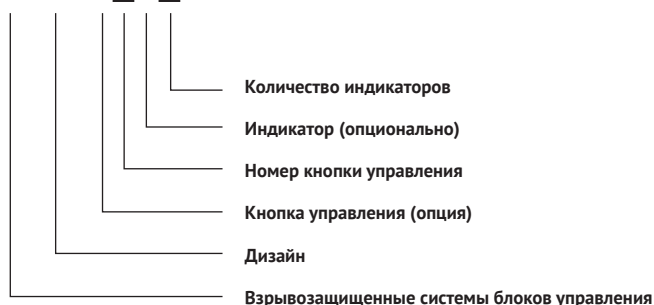 Количество индикаторов
Индикатор (опционально)
Номер кнопки управления
Кнопка управления (опция)
Дизайн
Взрывозащищенные системы блоков управления